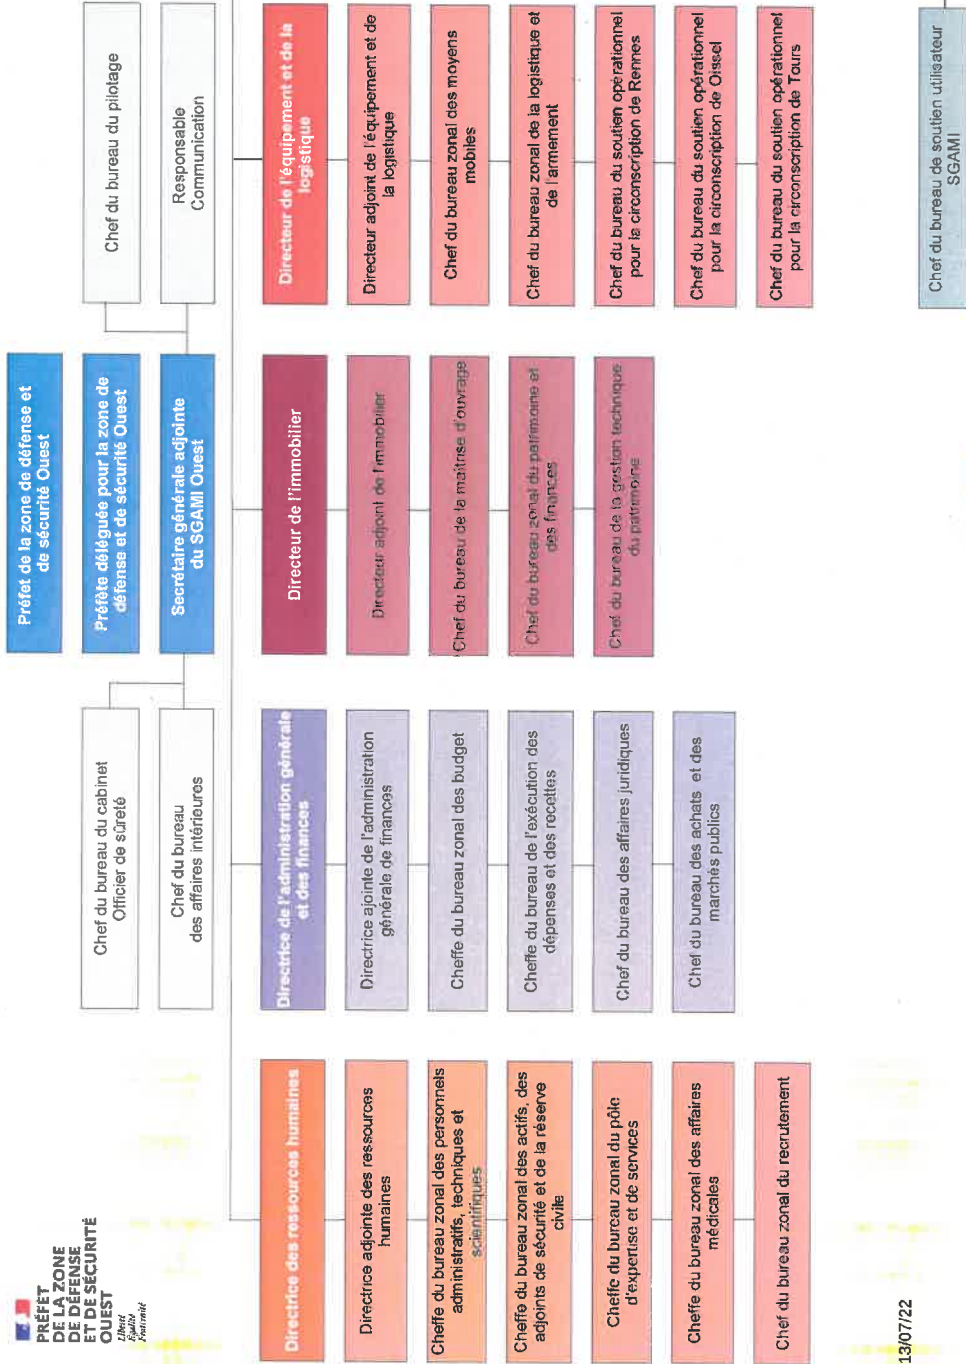 PRÉFET
DE LA ZONE
DE DÉFENSE
ET DE SÉCURITÉ
OUEST
Liberté
Égalité
Fraternité
Préfet de la zone de défense et
de sécurité Ouest
Préfète déléguée pour la zone de
défense et de sécurité Ouest
Secrétaire générale adjointe
du SGAMI Ouest
Chef du bureau du cabinet
Officier de sûreté
Chef du bureau
des affaires intérieures
Chef du bureau du pilotage
Responsable
Communication
Directrice des ressources humaines
Directrice adjointe des ressources
humaines
Cheffe du bureau zonal des personnels
administratifs, techniques et
scientifiques
Cheffe du bureau zonal des actifs, des
adjoints de sécurité et de la réserve
civile
Cheffe du bureau zonal du pôle
d'expertise et de services
Cheffe du bureau zonal des affaires
médicales
Chef du bureau zonal du recrutement
Directrice de l'administration générale
et des finances
Directrice ajointe de l'administration
générale de finances
Cheffe du bureau zonal des budget
Cheffe du bureau de l'exécution des
dépenses et des recettes
Chef du bureau des affaires juridiques
Chef du bureau des achats et des
marchés publics
Directeur de l'immobilier
Directeur adjoint de l'immobilier
Chef du bureau de la maîtrise d'ouvrage
Chef du bureau zonal du patrimoine et
des finances
Chef du bureau de la gestion technique
du patrimoine
Directeur de l'équipement et de la
logistique
Directeur adjoint de l'équipement et de
la logistique
Chef du bureau zonal des moyens
mobiles
Chef du bureau zonal de la logistique et
de l'armement
Chef du bureau du soutien opérationnel
pour la circonscription de Rennes
Chef du bureau du soutien opérationnel
pour la circonscription de Oissel
Chef du bureau du soutien opérationnel
pour la circonscription de Tours
Chef du bureau de soutien utilisateur
SGAMI
13/07/22